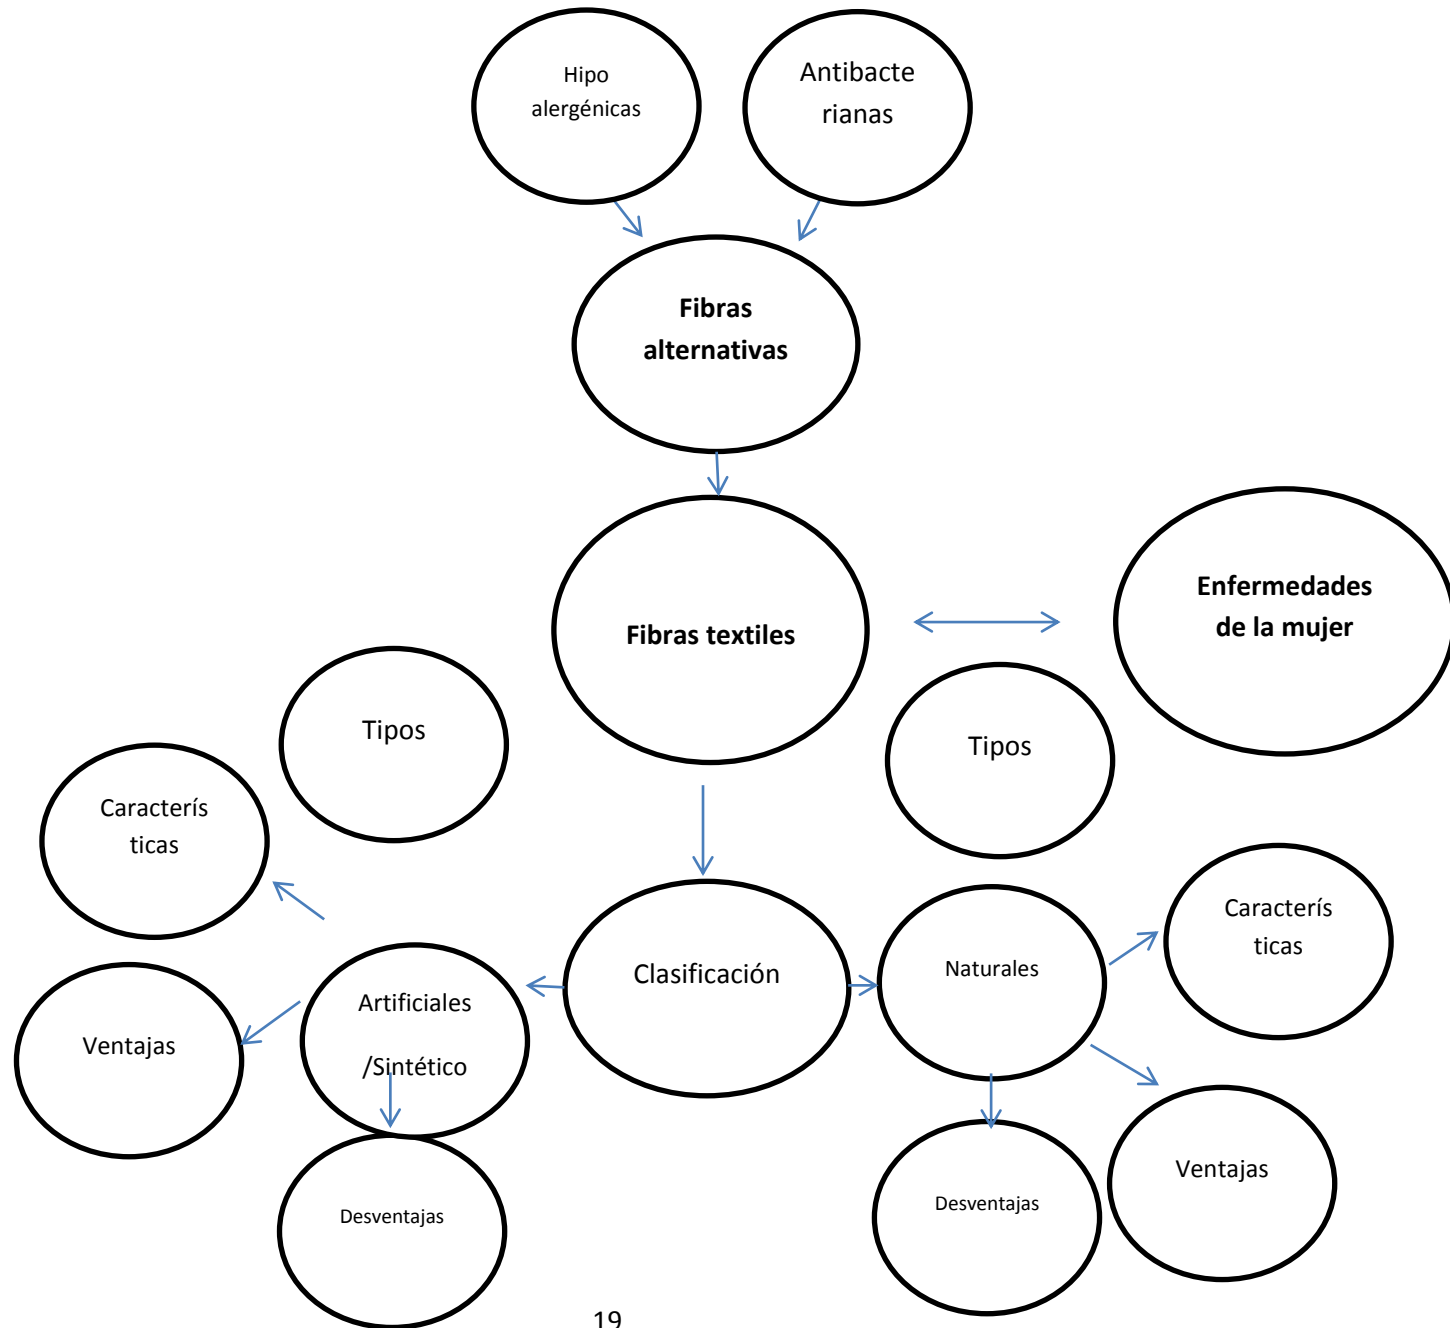 Hipo
alergénicas
Antibacte
rianas
Fibras
alternativas
Fibras textiles
Enfermedades
de la mujer
Tipos
Tipos
Caracterís
ticas
Caracterís
ticas
Clasificación
Naturales
Artificiales
/Sintético
Ventajas
Ventajas
Desventajas
Desventajas
19